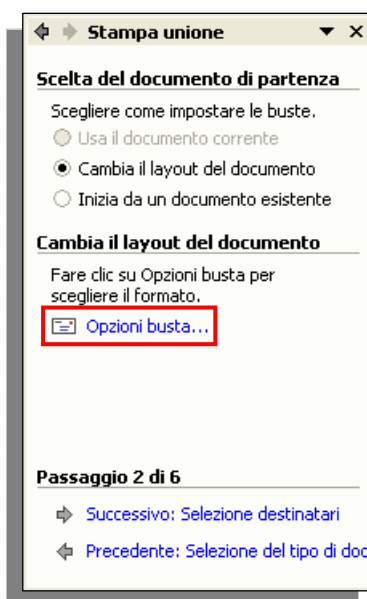 Stampa unione
Scelta del documento di partenza
Scegliere come impostare le buste.
Usa il documento corrente
Cambia il layout del documento
Inizia da un documento esistente
Cambia il layout del documento
Fare clic su Opzioni busta per
scegliere il formato.
Opzioni busta...
Passaggio 2 di 6
Successivo: Selezione destinatari
Precedente: Selezione del tipo di doc